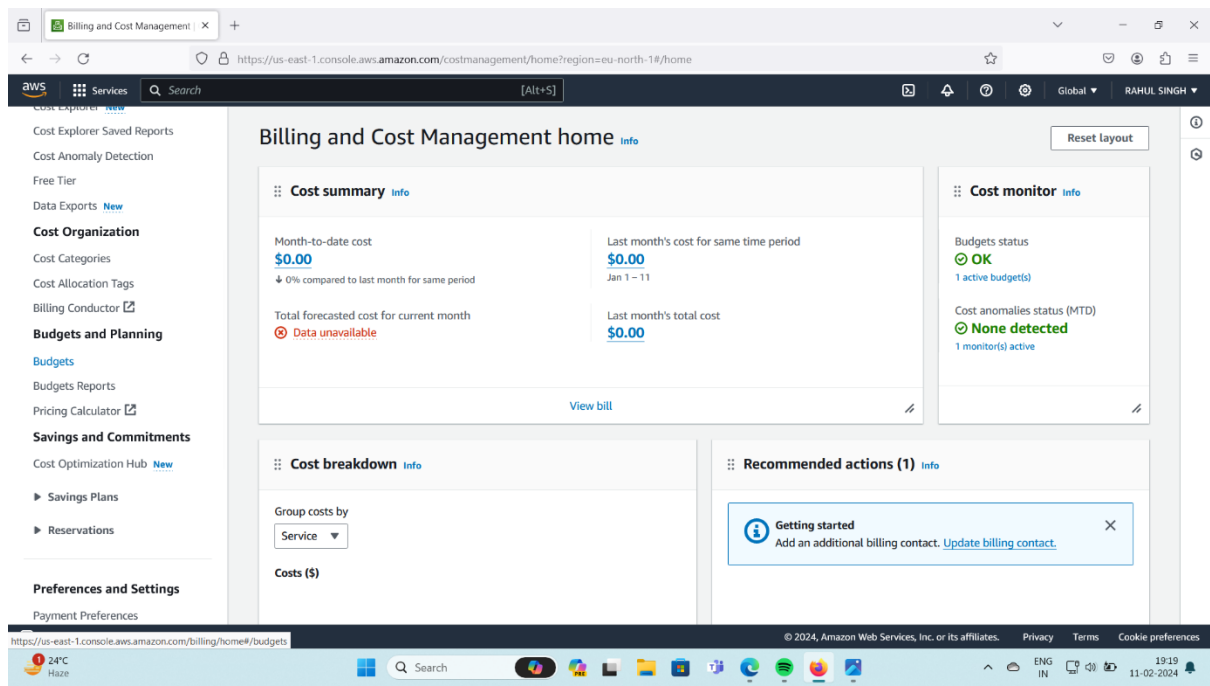 Billing and Cost Management |
https://us-east-1.console.aws.amazon.com/costmanagement/home?region=eu-north-1#/home
aws Services Search [Alt+S] Global RAHUL SINGH
Cost Explorer New
Cost Explorer Saved Reports
Cost Anomaly Detection
Free Tier
Data Exports New
Cost Organization
Cost Categories
Cost Allocation Tags
Billing Conductor
Budgets and Planning
Budgets
Budgets Reports
Pricing Calculator
Savings and Commitments
Cost Optimization Hub New
Savings Plans
Reservations
Preferences and Settings
Payment Preferences
Billing and Cost Management home Info
Reset layout
Cost summary Info
Month-to-date cost
$0.00
0% compared to last month for same period
Last month's cost for same time period
$0.00
Jan 1 – 11
Total forecasted cost for current month
Data unavailable
Last month's total cost
$0.00
View bill
Cost monitor Info
Budgets status
OK
1 active budget(s)
Cost anomalies status (MTD)
None detected
1 monitor(s) active
Cost breakdown Info
Group costs by
Service
Costs ($)
Recommended actions (1) Info
Getting started
Add an additional billing contact. Update billing contact.
https://us-east-1.console.aws.amazon.com/billing/home#/budgets
© 2024, Amazon Web Services, Inc. or its affiliates. Privacy Terms Cookie preferences
1
24°C
Haze
Search
PRE
ENG
IN
19:19
11-02-2024